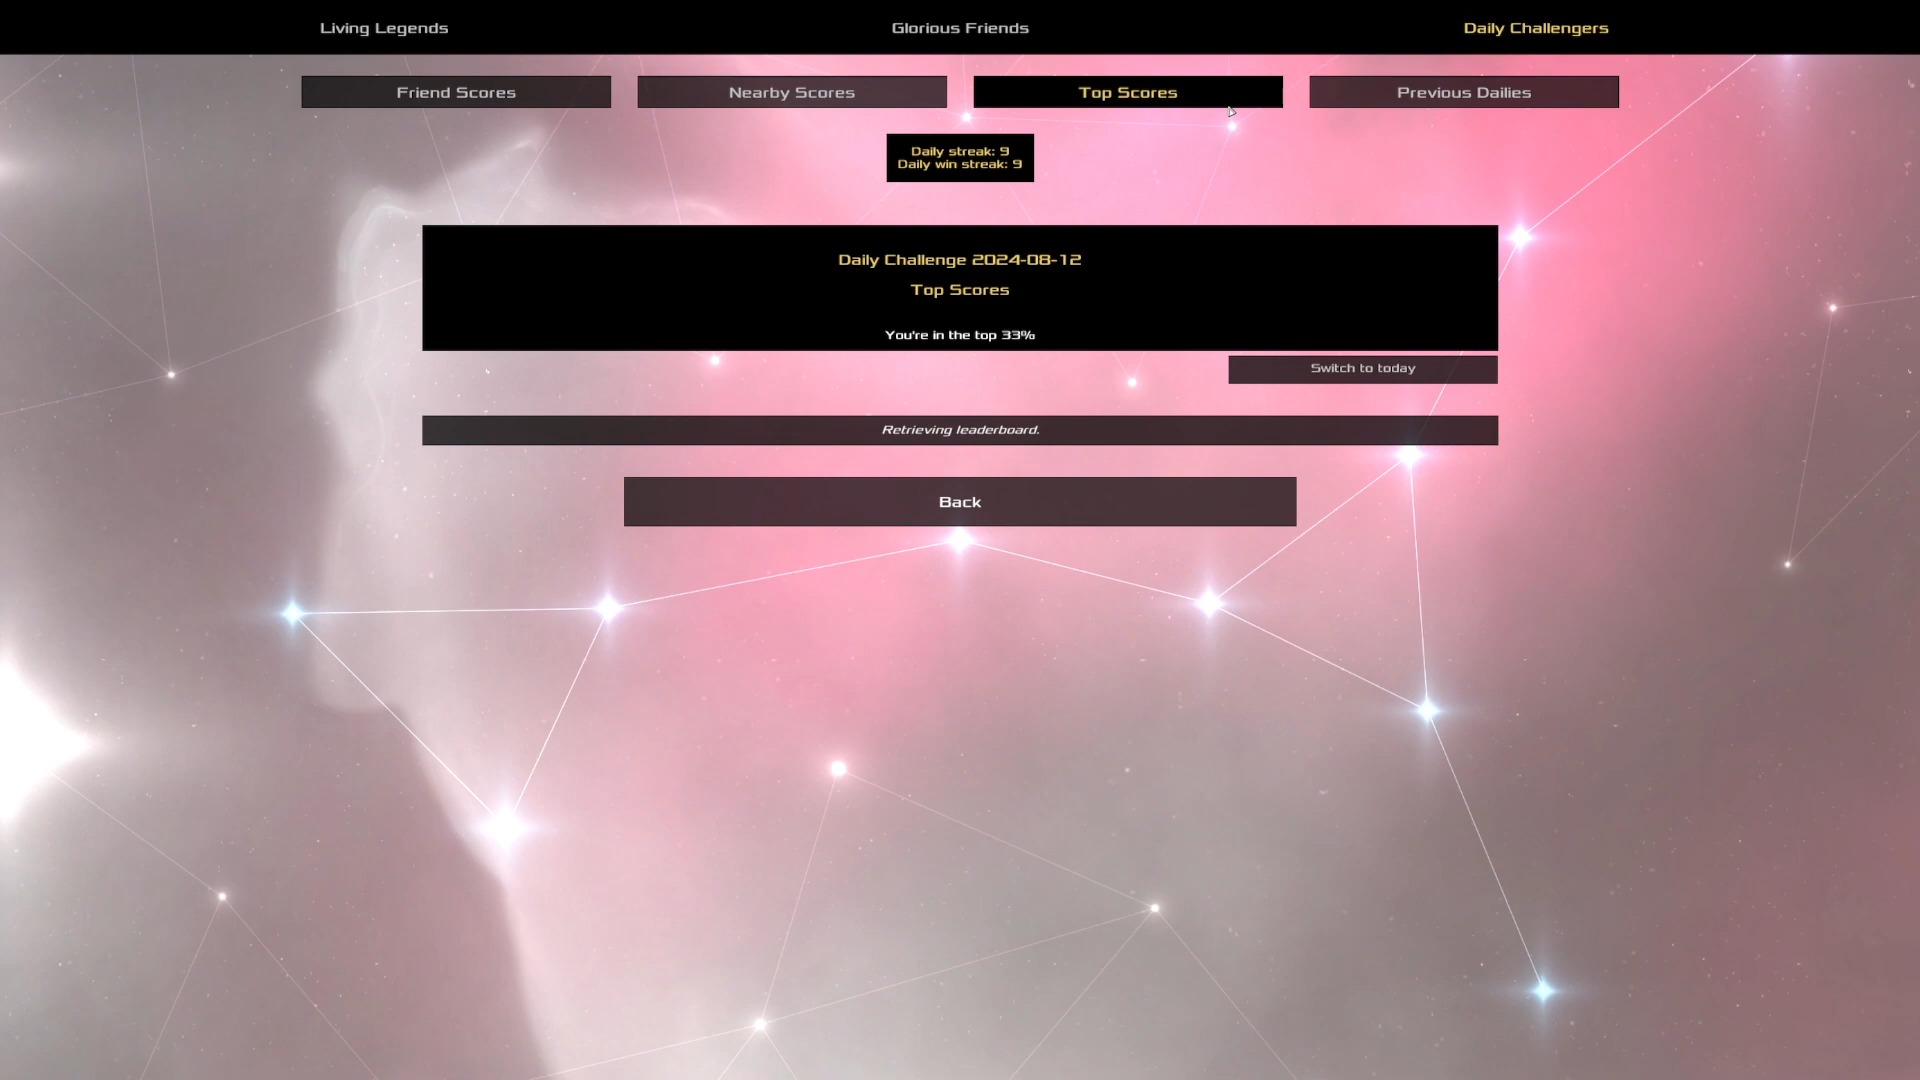 Living Legends
Glorious Friends
Daily Challengers
Friend Scores
Nearby Scores
Top Scores
Previous Dailies
Daily streak: 9
Daily win streak: 9
Daily Challenge 2024-08-12
Top Scores
You're in the top 33%
Switch to today
Retrieving leaderboard.
Back